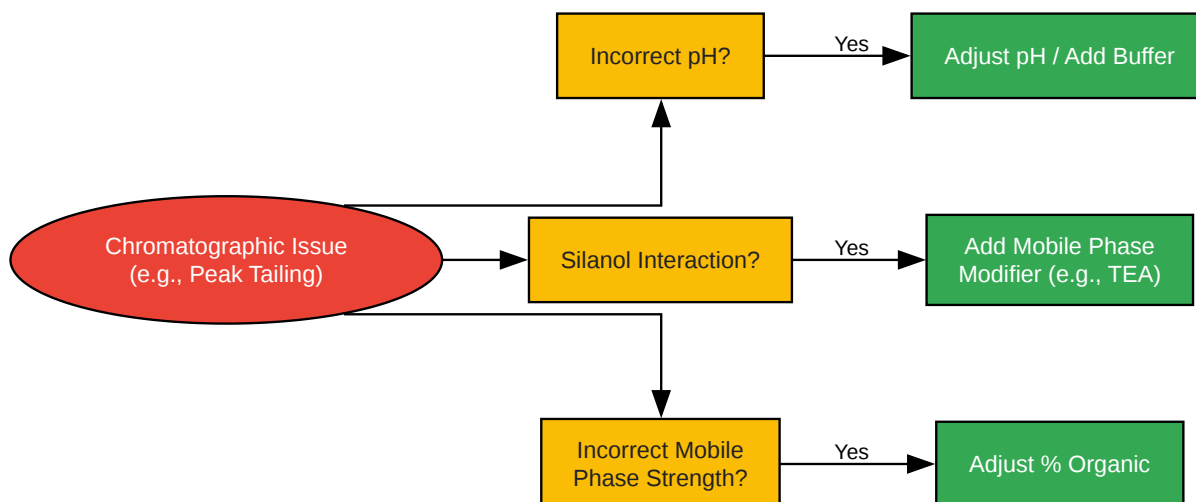 Incorrect pH?
Yes
Adjust pH / Add Buffer
Chromatographic Issue
(e.g., Peak Tailing)
Silanol Interaction?
Yes
Add Mobile Phase
Modifier (e.g., TEA)
Incorrect Mobile
Phase Strength?
Yes
Adjust % Organic